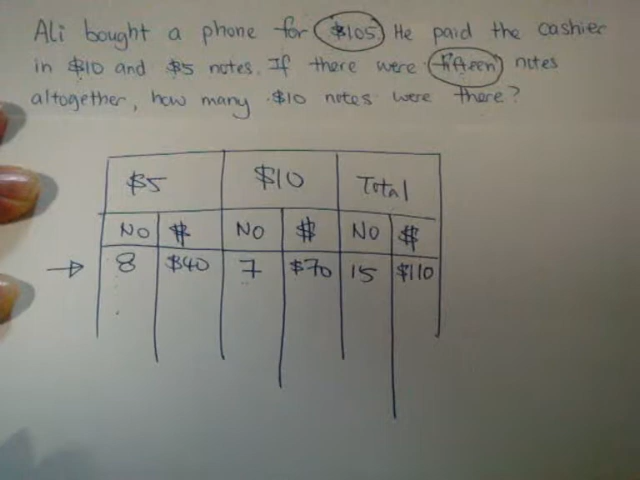 Ali bought a phone for $105. He paid the cashier
in $10 and $5 notes. If there were fifteen notes
altogether, how many $10 notes were there?
$5 $10 Total
NO $ NO $ NO $
→ 8 $40 7 $70 15 $110